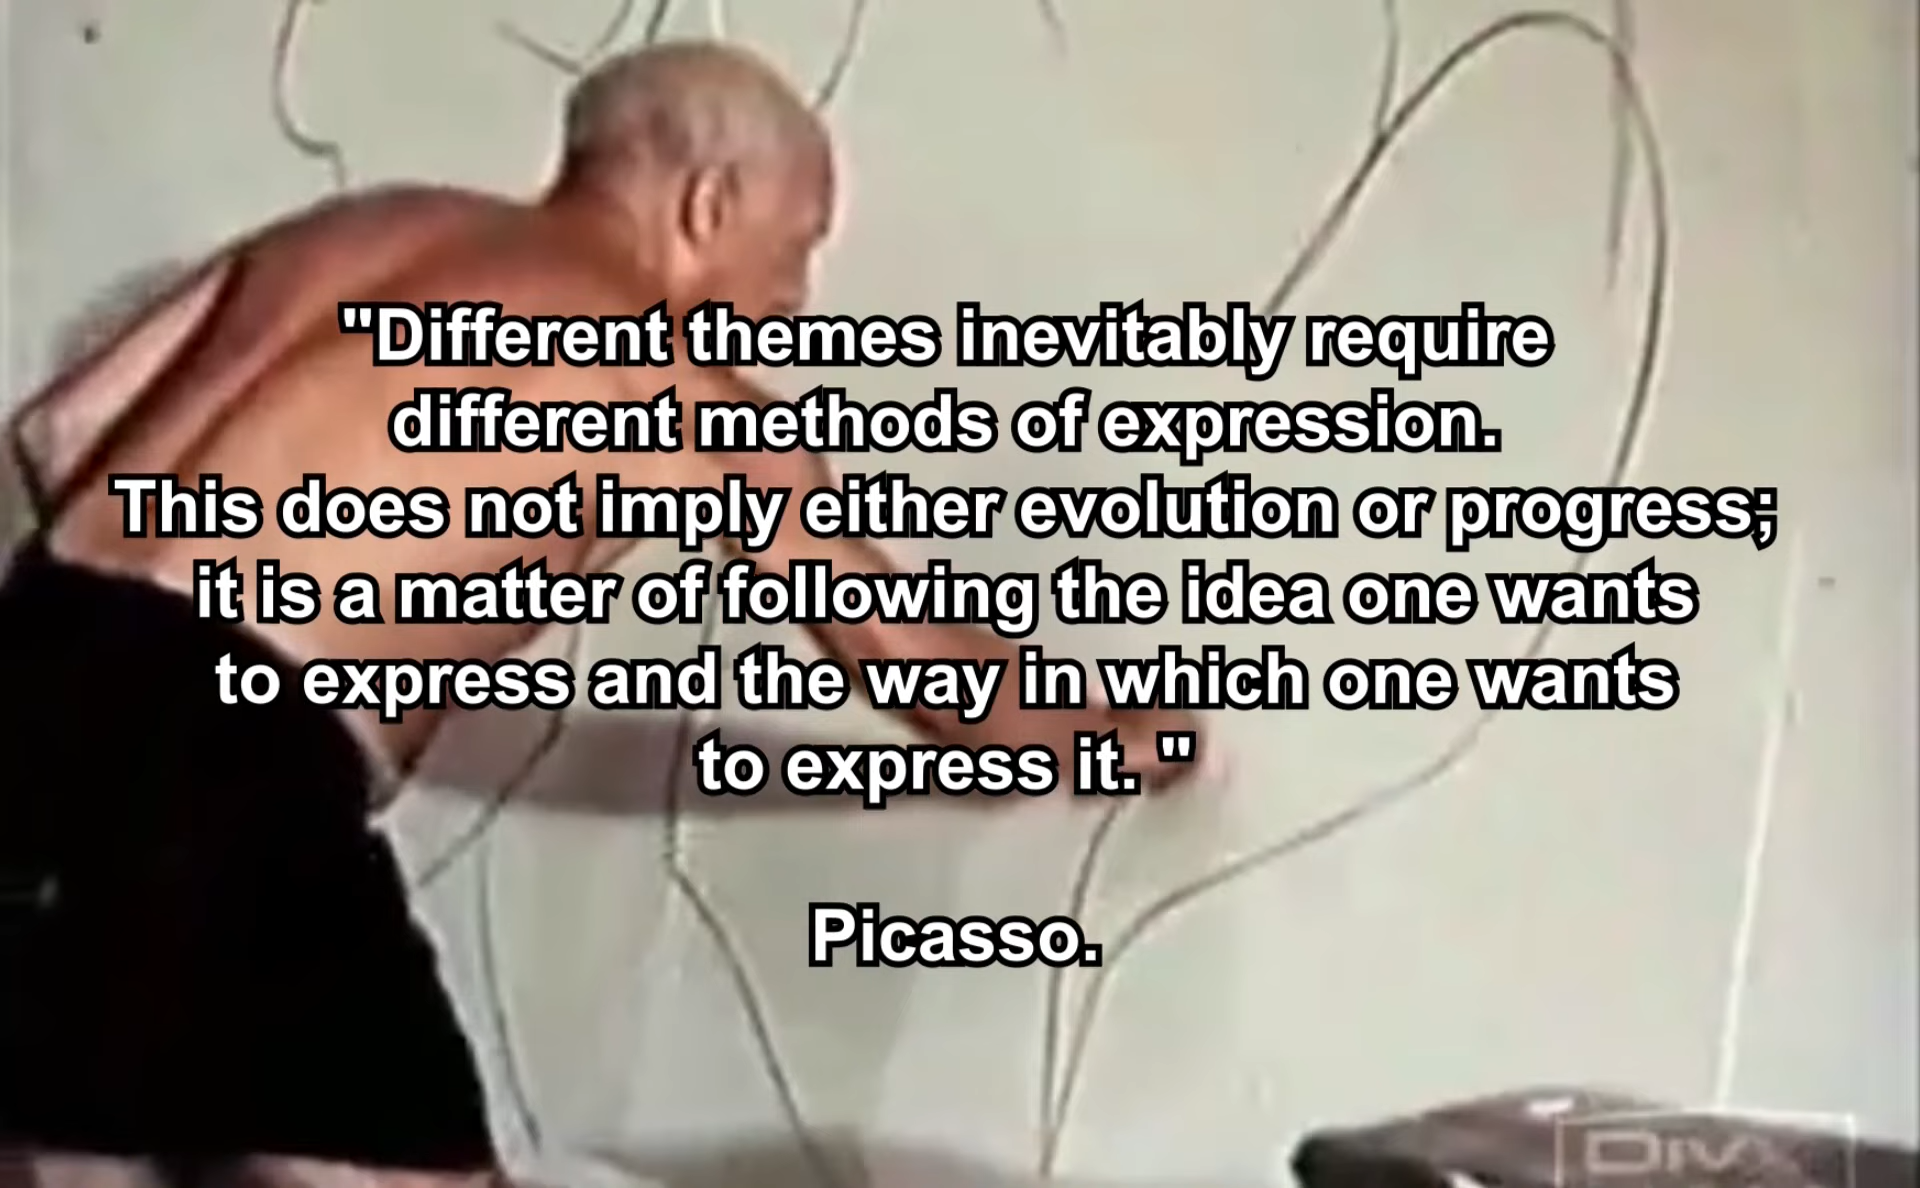 "Different themes inevitably require
different methods of expression.
This does not imply either evolution or progress;
it is a matter of following the idea one wants
to express and the way in which one wants
to express it. "
Picasso.
DivX